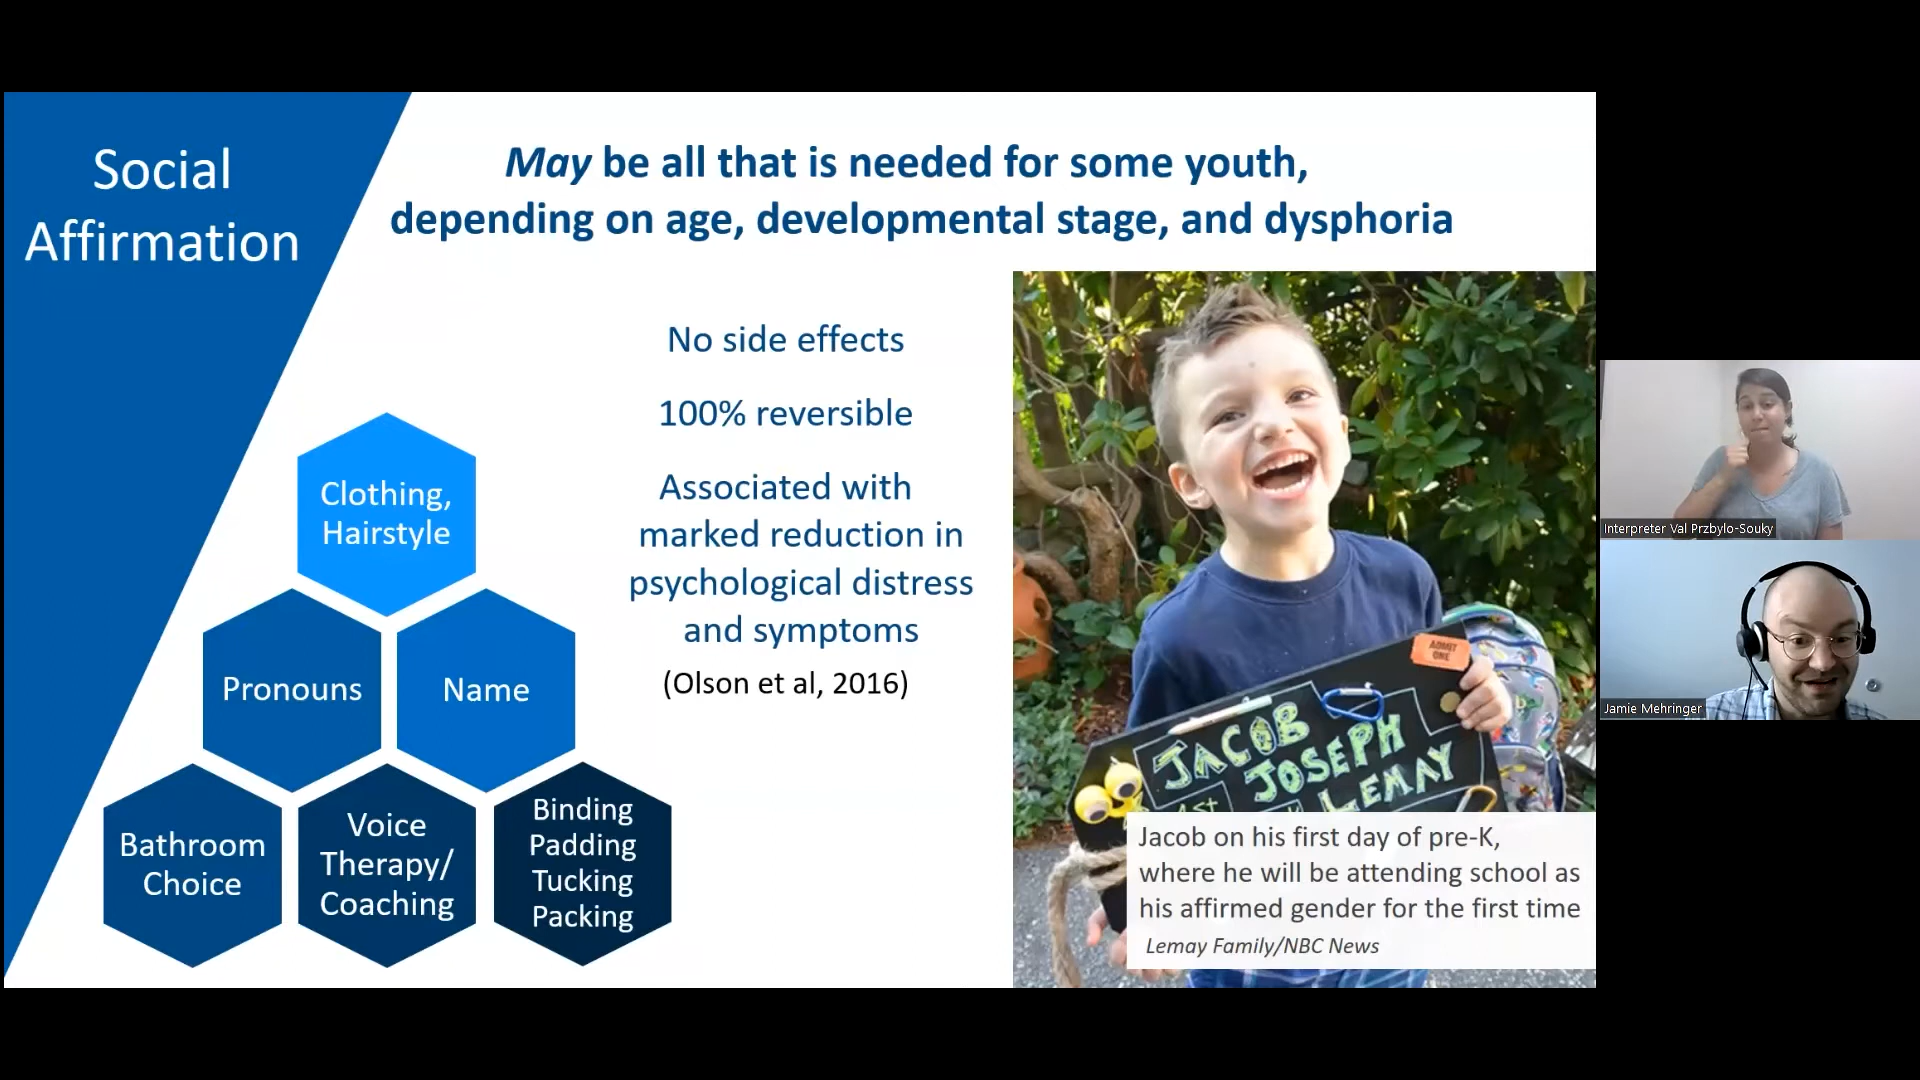 Social
Affirmation
May be all that is needed for some youth,
depending on age, developmental stage, and dysphoria
No side effects
100% reversible
Associated with
marked reduction in
psychological distress
and symptoms
(Olson et al, 2016)
Clothing,
Hairstyle
Pronouns
Name
Bathroom
Choice
Voice
Therapy/
Coaching
Binding
Padding
Tucking
Packing
ADMIT
ONE
JACOB
JOSEPH
LEMAY
1st
Jacob on his first day of pre-K,
where he will be attending school as
his affirmed gender for the first time
Lemay Family/NBC News
Interpreter Val Przbylo-Souky
Jamie Mehringer